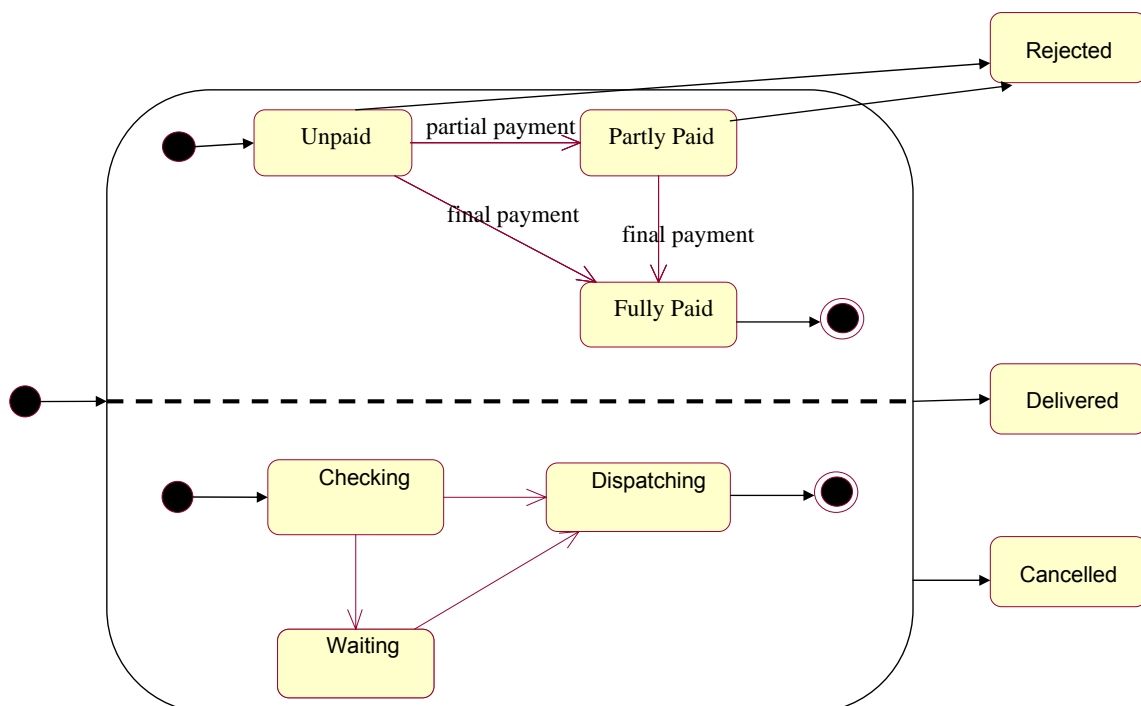 Rejected
Unpaid
partial payment
Partly Paid
final payment
final payment
Fully Paid
Delivered
Checking
Dispatching
Cancelled
Waiting